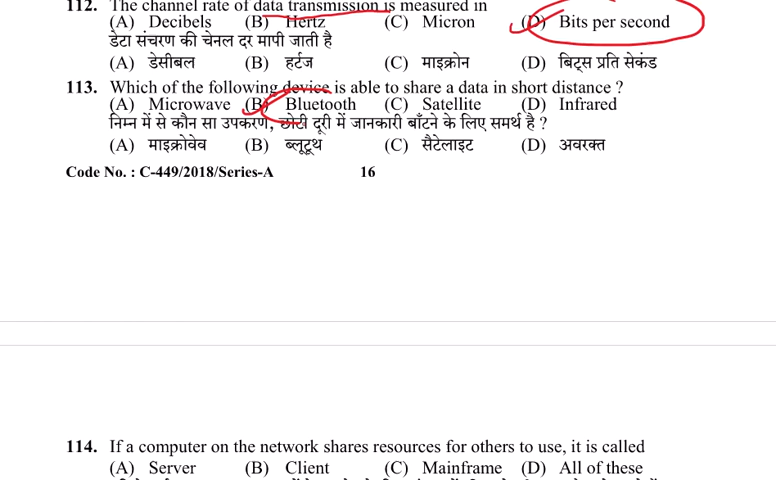 112. The channel rate of data transmission is measured in
(A) Decibels (B) Hertz (C) Micron (D) Bits per second
डेटा संचरण की चेनल दर मापी जाती है
(A) डेसीबल (B) हर्टज (C) माइक्रोन (D) बिट्स प्रति सेकंड
113. Which of the following device is able to share a data in short distance ?
(A) Microwave (B) Bluetooth (C) Satellite (D) Infrared
निम्न में से कौन सा उपकरण, छोटी दूरी में जानकारी बाँटने के लिए समर्थ है ?
(A) माइक्रोवेव (B) ब्लूटूथ (C) सैटेलाइट (D) अवरक्त
Code No. : C-449/2018/Series-A 16
114. If a computer on the network shares resources for others to use, it is called
(A) Server (B) Client (C) Mainframe (D) All of these